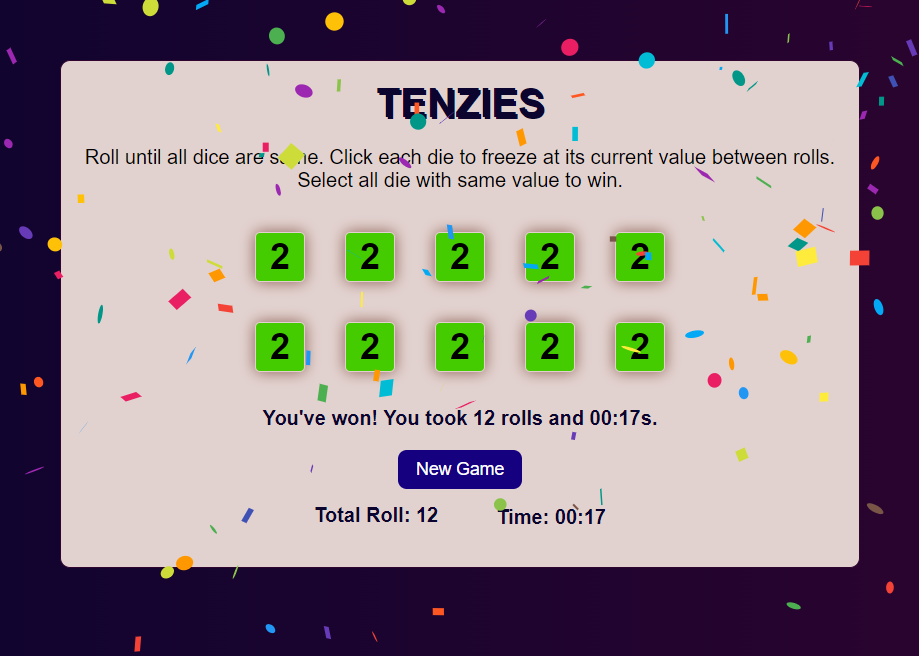 TENZIES
Roll until all dice are same. Click each die to freeze at its current value between rolls.
Select all die with same value to win.
2 2 2 2 2
2 2 2 2 2
You've won! You took 12 rolls and 00:17s.
New Game
Total Roll: 12 Time: 00:17